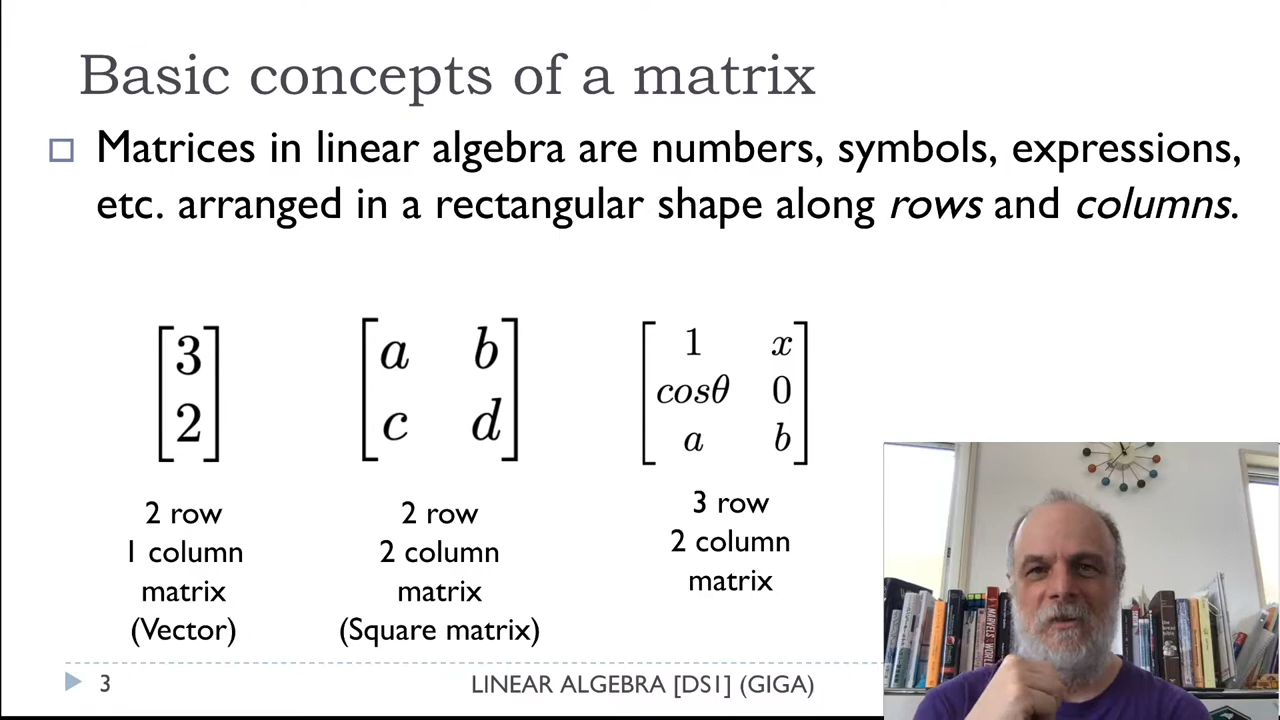 Basic concepts of a matrix
Matrices in linear algebra are numbers, symbols, expressions,
etc. arranged in a rectangular shape along rows and columns.
3
2
a b
c d
1 x
cosθ 0
a b
2 row
1 column
matrix
(Vector)
2 row
2 column
matrix
(Square matrix)
3 row
2 column
matrix
3
LINEAR ALGEBRA [DS1] (GIGA)